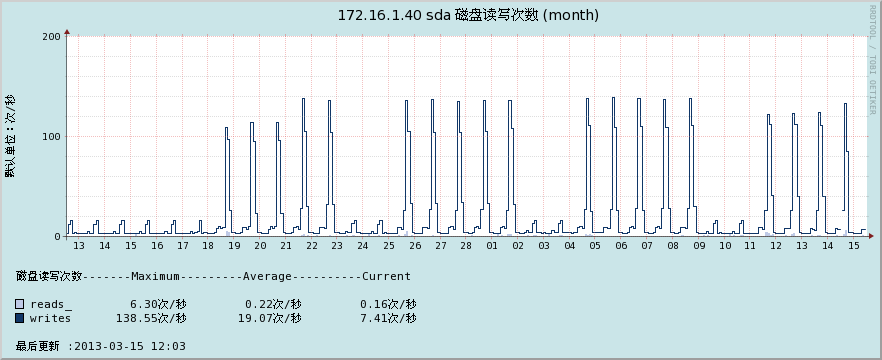 172.16.1.40 sda 磁盘读写次数 (month)
RRDTOOL / TOBI OETIKER
默认单位：次/秒
200
100
0
13 14 15 16 17 18 19 20 21 22 23 24 25 26 27 28 01 02 03 04 05 06 07 08 09 10 11 12 13 14 15
磁盘读写次数-------Maximum---------Average----------Current
reads_ 6.30次/秒 0.22次/秒 0.16次/秒
writes 138.55次/秒 19.07次/秒 7.41次/秒
最后更新 :2013-03-15 12:03